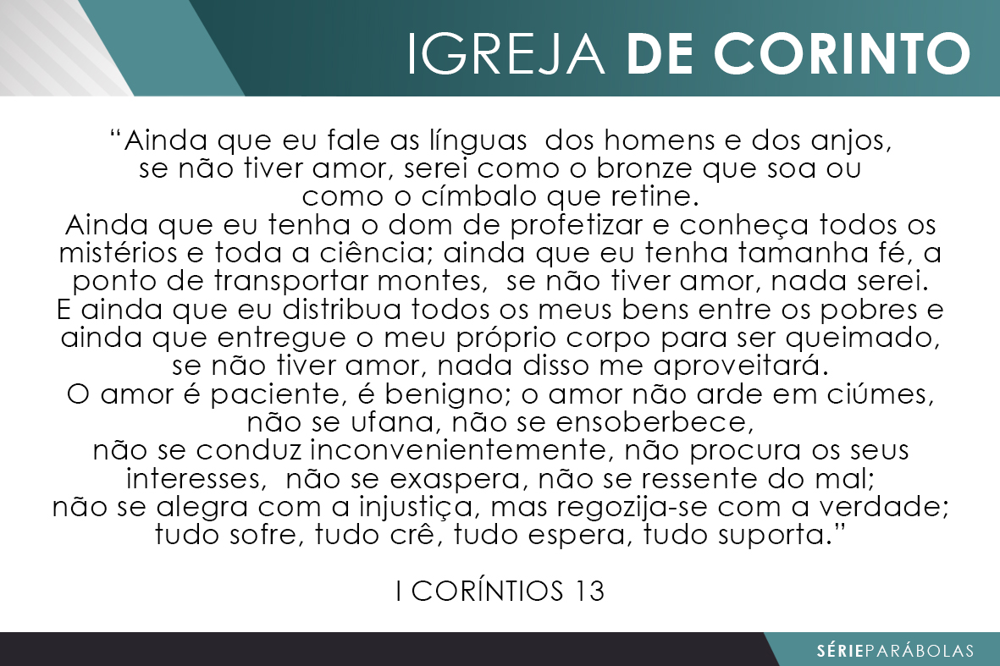 IGREJA DE CORINTO
“Ainda que eu fale as línguas  dos homens e dos anjos,
se não tiver amor, serei como o bronze que soa ou
como o címbalo que retine.
Ainda que eu tenha o dom de profetizar e conheça todos os
mistérios e toda a ciência; ainda que eu tenha tamanha fé, a
ponto de transportar montes,  se não tiver amor, nada serei.
E ainda que eu distribua todos os meus bens entre os pobres e
ainda que entregue o meu próprio corpo para ser queimado,
se não tiver amor, nada disso me aproveitará.
O amor é paciente, é benigno; o amor não arde em ciúmes,
não se ufana, não se ensoberbece,
não se conduz inconvenientemente, não procura os seus
interesses,  não se exaspera, não se ressente do mal;
não se alegra com a injustiça, mas regozija-se com a verdade;
tudo sofre, tudo crê, tudo espera, tudo suporta.”
I CORÍNTIOS 13
SÉRIEPARÁBOLAS